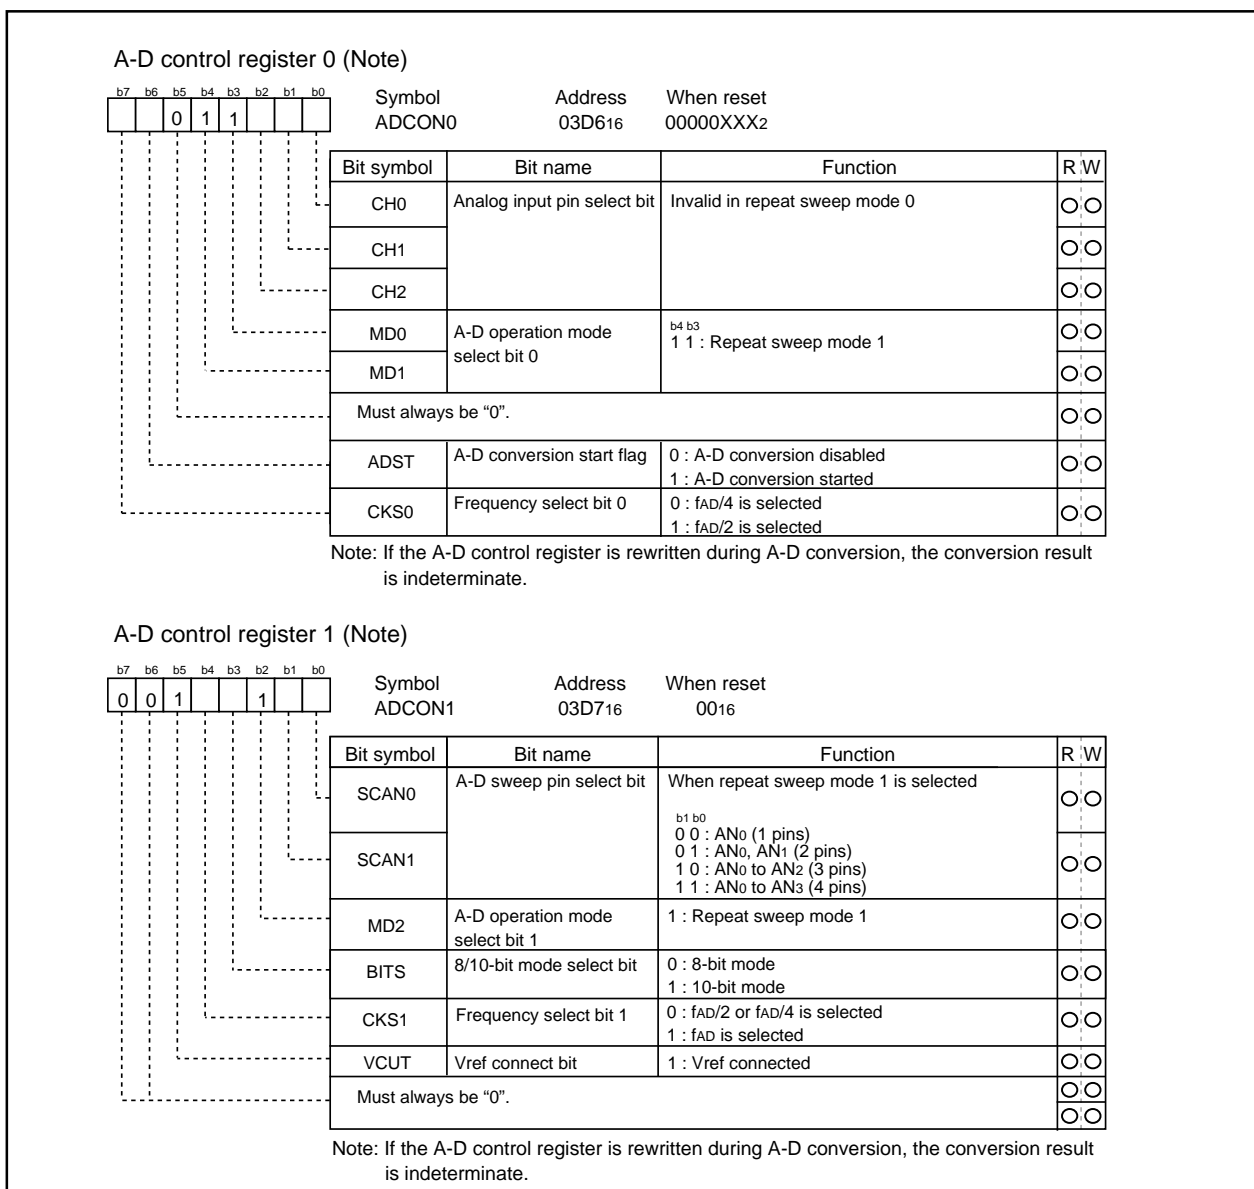 A-D control register 0 (Note)
b7 b6 b5 b4 b3 b2 b1 b0
0 1 1
Symbol Address When reset
ADCON0 03D616 00000XXX2
Bit symbol Bit name Function R W
CH0 Analog input pin select bit Invalid in repeat sweep mode 0
CH1
CH2
MD0 A-D operation mode select bit 0 b4 b3
1 1 : Repeat sweep mode 1
MD1
Must always be “0”.
ADST A-D conversion start flag 0 : A-D conversion disabled
1 : A-D conversion started
CKS0 Frequency select bit 0 0 : fAD/4 is selected
1 : fAD/2 is selected
Note: If the A-D control register is rewritten during A-D conversion, the conversion result
is indeterminate.
A-D control register 1 (Note)
b7 b6 b5 b4 b3 b2 b1 b0
0 0 1 1
Symbol Address When reset
ADCON1 03D716 0016
Bit symbol Bit name Function R W
SCAN0 A-D sweep pin select bit When repeat sweep mode 1 is selected
b1 b0
0 0 : AN0 (1 pins)
0 1 : AN0, AN1 (2 pins)
SCAN1 1 0 : AN0 to AN2 (3 pins)
1 1 : AN0 to AN3 (4 pins)
MD2 A-D operation mode select bit 1 1 : Repeat sweep mode 1
BITS 8/10-bit mode select bit 0 : 8-bit mode
1 : 10-bit mode
CKS1 Frequency select bit 1 0 : fAD/2 or fAD/4 is selected
1 : fAD is selected
VCUT Vref connect bit 1 : Vref connected
Must always be “0”.
Note: If the A-D control register is rewritten during A-D conversion, the conversion result
is indeterminate.